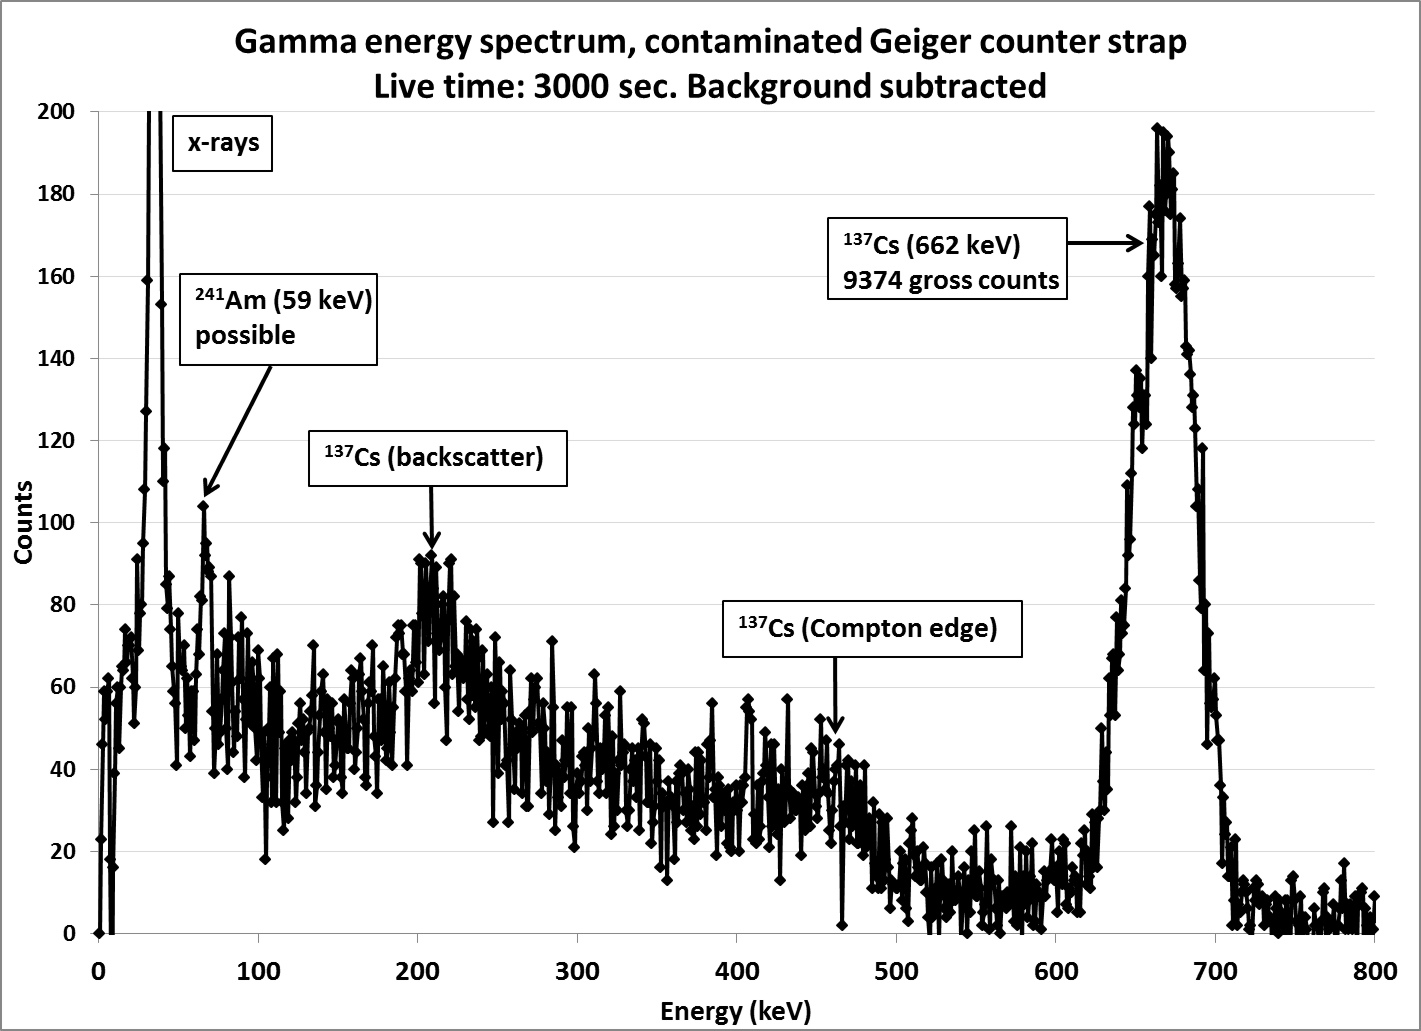 Gamma energy spectrum, contaminated Geiger counter strap
Live time: 3000 sec. Background subtracted
200
180
160
140
120
100
80
60
40
20
0
Counts
x-rays
²⁴¹Am (59 keV)
possible
¹³⁷Cs (backscatter)
¹³⁷Cs (662 keV)
9374 gross counts
¹³⁷Cs (Compton edge)
0 100 200 300 400 500 600 700 800
Energy (keV)